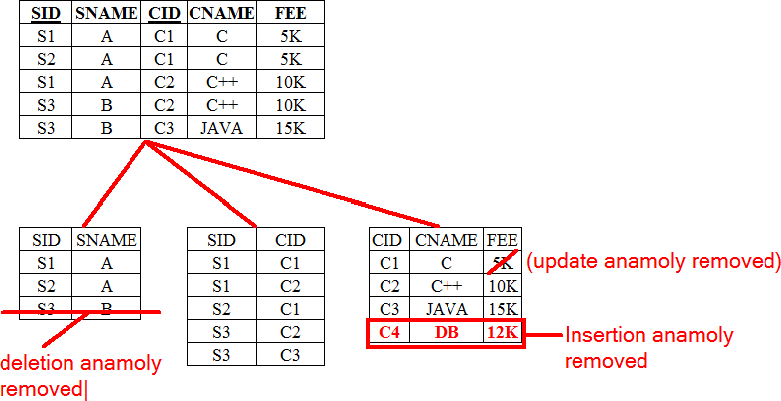 SID SNAME CID CNAME FEE
S1 A C1 C 5K
S2 A C1 C 5K
S1 A C2 C++ 10K
S3 B C2 C++ 10K
S3 B C3 JAVA 15K
SID SNAME
S1 A
S2 A
S3 B
deletion anamoly
removed
SID CID
S1 C1
S1 C2
S2 C1
S3 C2
S3 C3
CID CNAME FEE
C1 C 5K
C2 C++ 10K
C3 JAVA 15K
C4 DB 12K
(update anamoly removed)
Insertion anamoly
removed